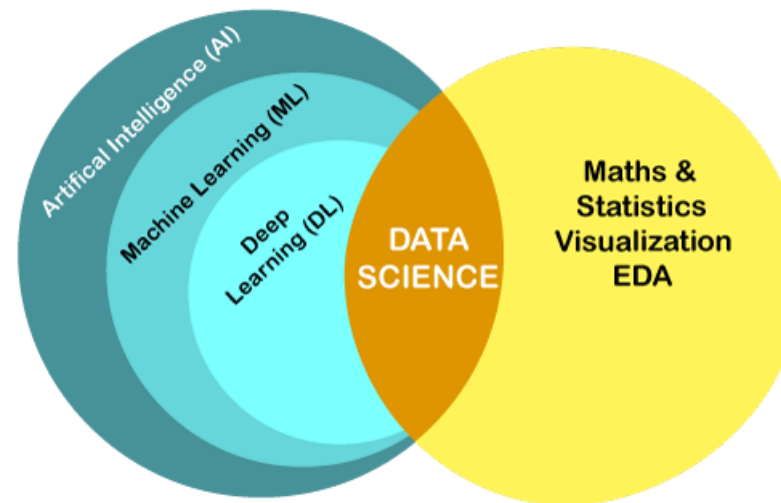 Artifical Intelligence (AI)
Machine Learning (ML)
Deep
Learning (DL)
DATA
SCIENCE
Maths &
Statistics
Visualization
EDA